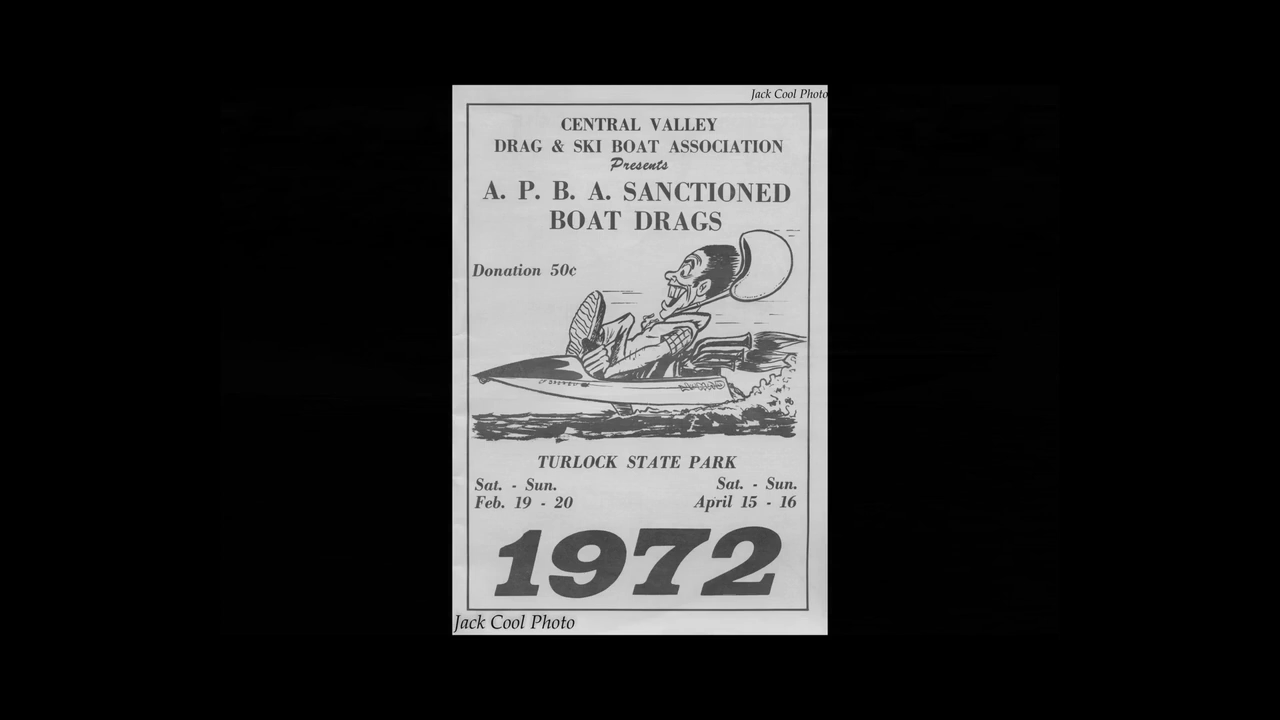 Jack Cool Photo
CENTRAL VALLEY
DRAG & SKI BOAT ASSOCIATION
Presents
A. P. B. A. SANCTIONED
BOAT DRAGS
Donation 50c
TURLOCK STATE PARK
Sat. - Sun. Sat. - Sun.
Feb. 19 - 20 April 15 - 16
1972
Jack Cool Photo